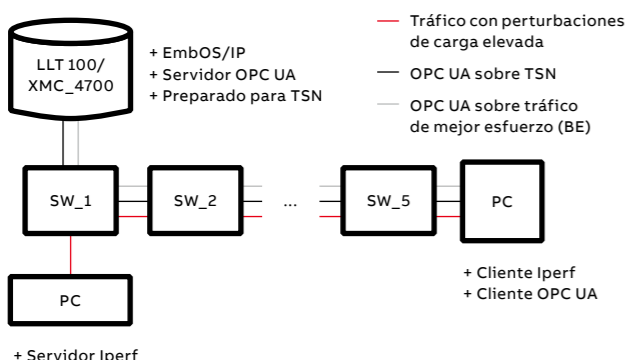 LLT 100/
XMC_4700
+ EmbOS/IP
+ Servidor OPC UA
+ Preparado para TSN
Tráfico con perturbaciones
de carga elevada
OPC UA sobre TSN
OPC UA sobre tráfico
de mejor esfuerzo (BE)
SW_1
SW_2
...
SW_5
PC
PC
+ Cliente Iperf
+ Cliente OPC UA
+ Servidor Iperf